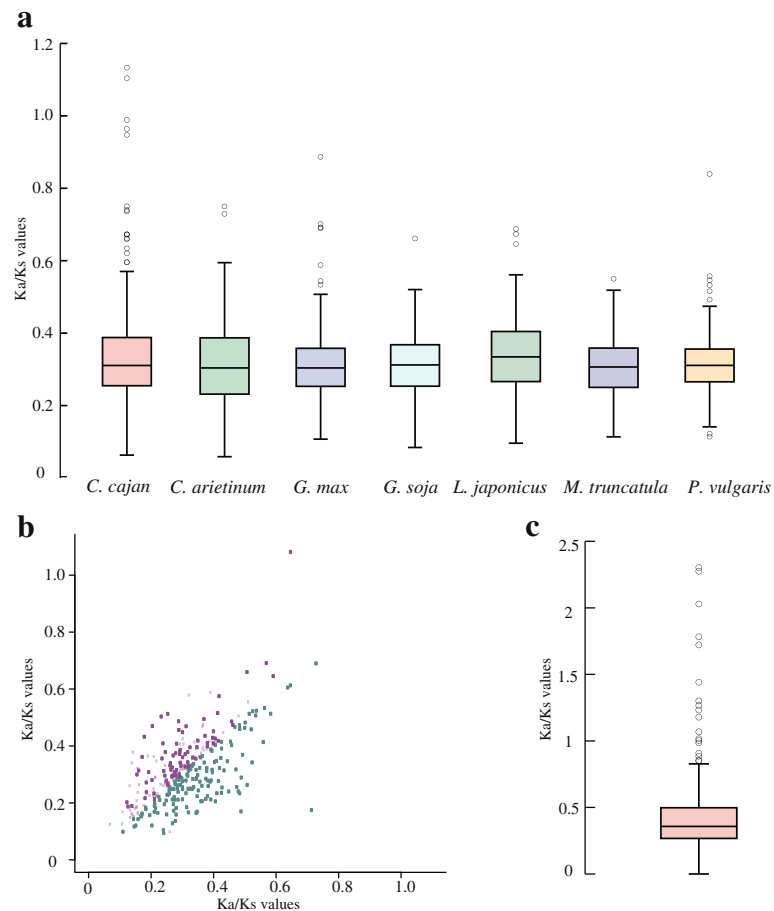 a
Ka/Ks values
1.2
1.0
0.8
0.6
0.4
0.2
0
C. cajan C. arietinum G. max G. soja L. japonicus M. truncatula P. vulgaris
b
Ka/Ks values
1.0
0.8
0.6
0.4
0.2
0
0 0.2 0.4 0.6 0.8 1.0
Ka/Ks values
c
Ka/Ks values
2.5
2
1.5
1
0.5
0